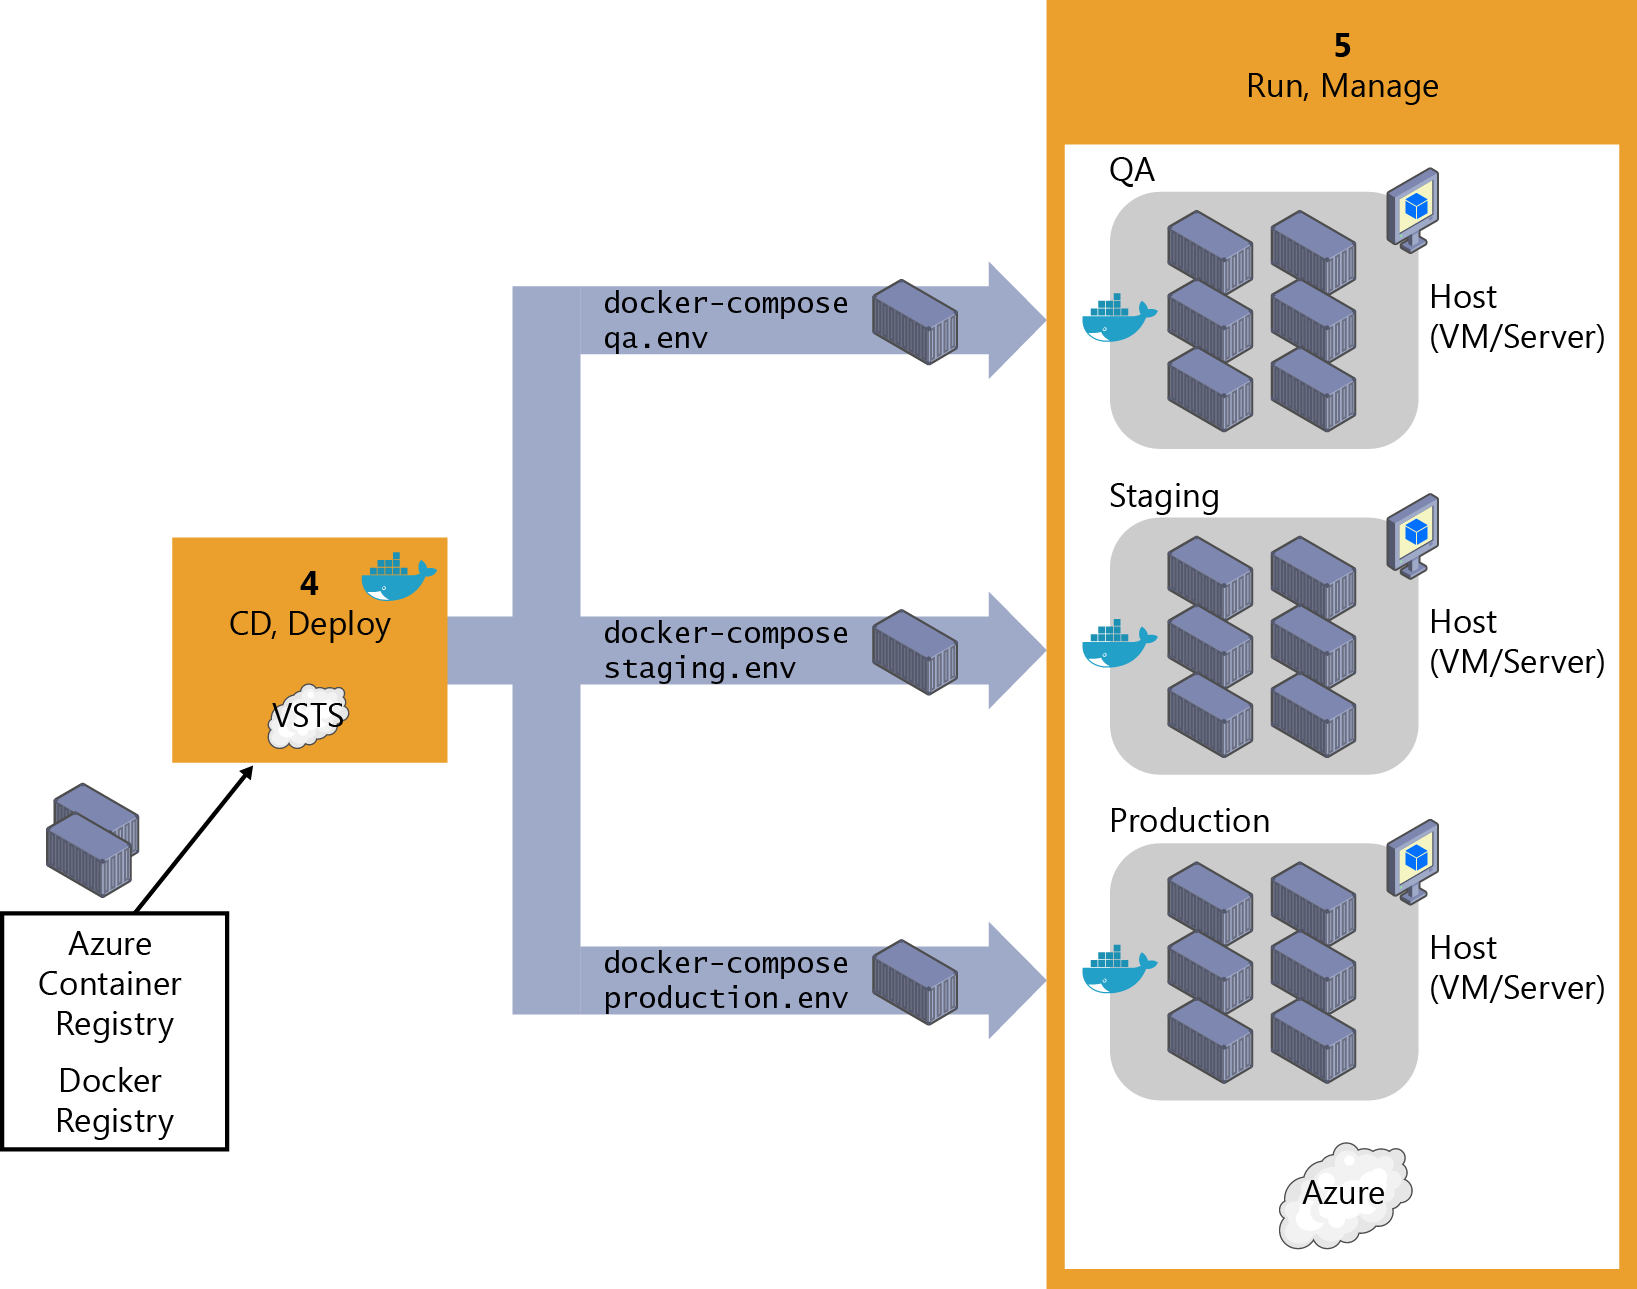 5
Run, Manage
QA
Host
(VM/Server)
docker-compose
qa.env
Staging
Host
(VM/Server)
4
CD, Deploy
VSTS
docker-compose
staging.env
Production
Host
(VM/Server)
docker-compose
production.env
Azure
Container
Registry
Docker
Registry
Azure